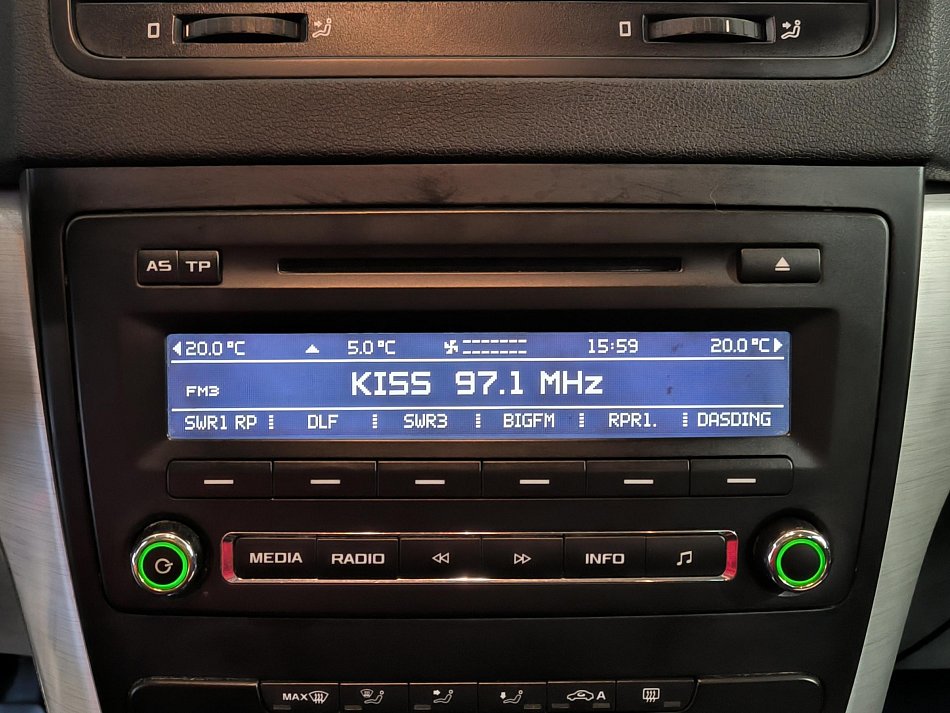 AS TP
20.0°C 5.0°C 15:59 20.0°C
FM3 KISS 97.1 MHz
SWR1 RP DLF SWR3 BIGFM RPR1. DASDING
MEDIA RADIO INFO
MAX A